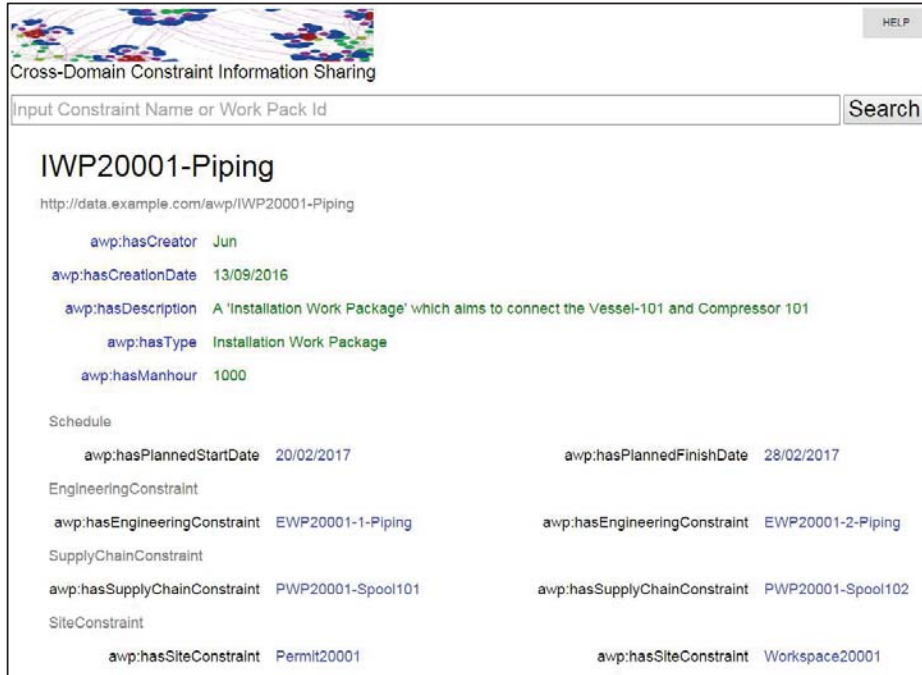 HELP
Cross-Domain Constraint Information Sharing
Input Constraint Name or Work Pack Id Search
IWP20001-Piping
http://data.example.com/awp/IWP20001-Piping
awp:hasCreator Jun
awp:hasCreationDate 13/09/2016
awp:hasDescription A 'Installation Work Package' which aims to connect the Vessel-101 and Compressor 101
awp:hasType Installation Work Package
awp:hasManhour 1000
Schedule
awp:hasPlannedStartDate 20/02/2017 awp:hasPlannedFinishDate 28/02/2017
EngineeringConstraint
awp:hasEngineeringConstraint EWP20001-1-Piping awp:hasEngineeringConstraint EWP20001-2-Piping
SupplyChainConstraint
awp:hasSupplyChainConstraint PWP20001-Spool101 awp:hasSupplyChainConstraint PWP20001-Spool102
SiteConstraint
awp:hasSiteConstraint Permit20001 awp:hasSiteConstraint Workspace20001